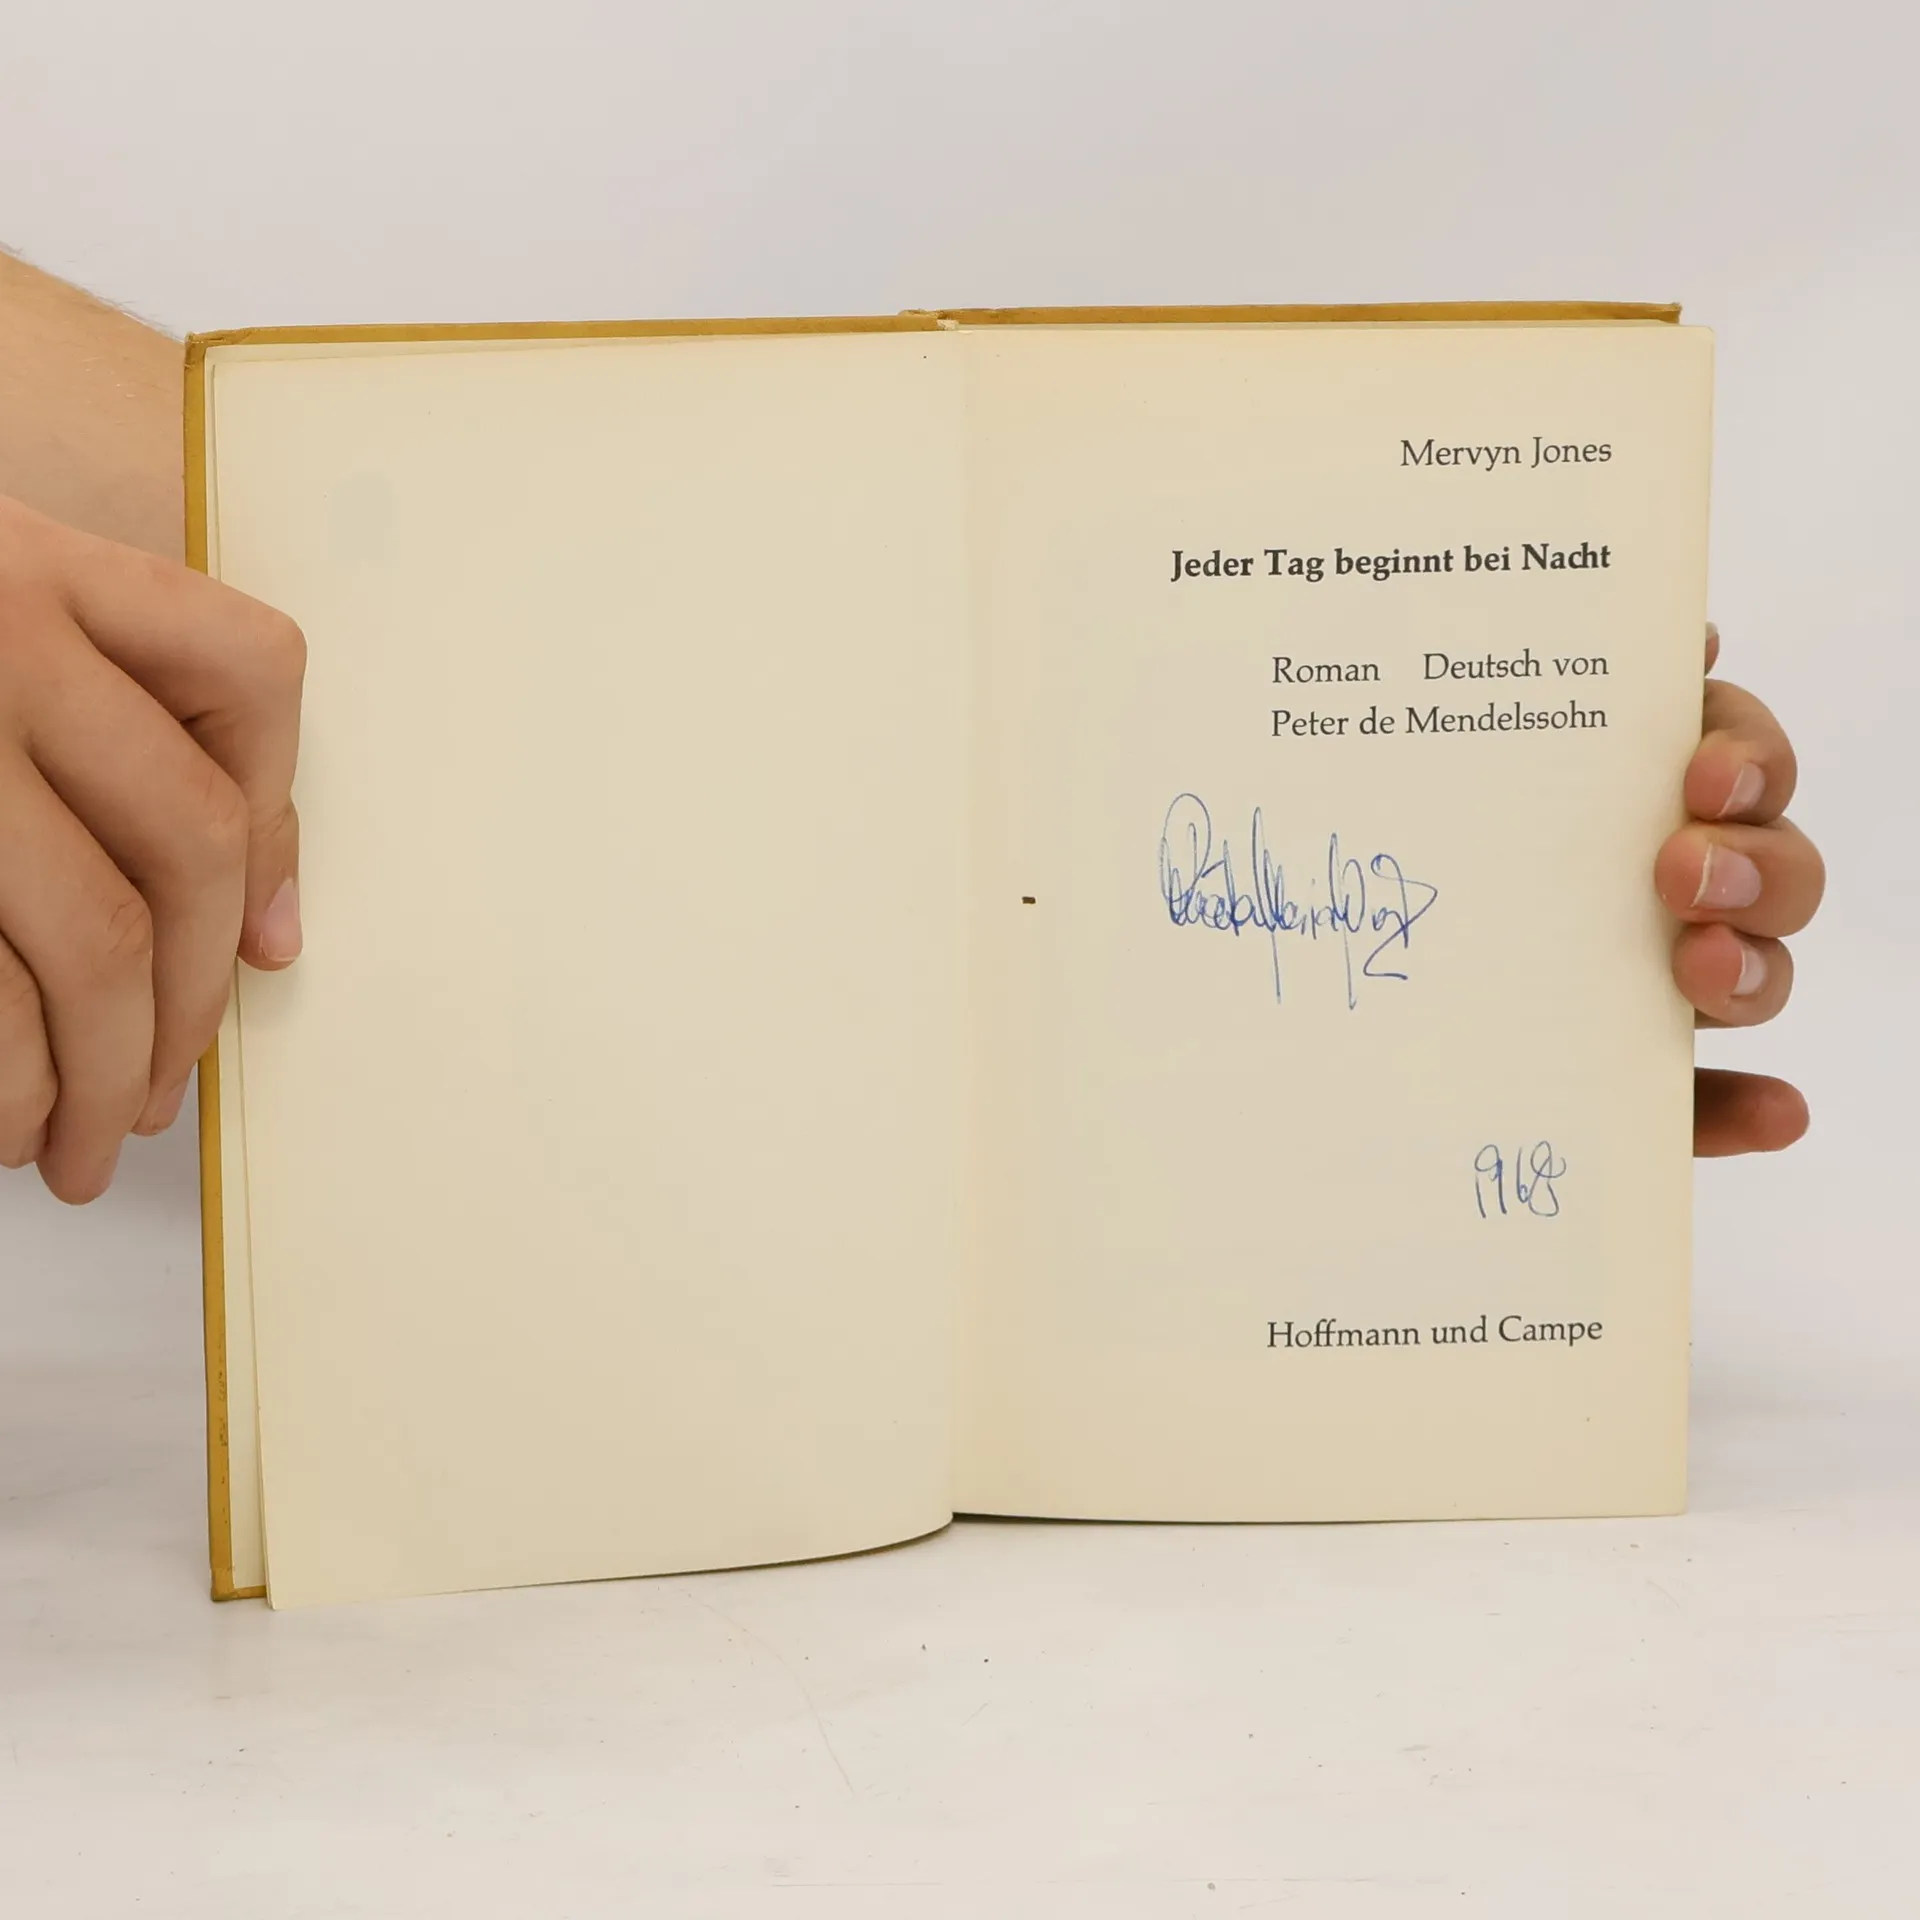 Mervyn Jones
Jeder Tag beginnt bei Nacht
Roman Deutsch von
Peter de Mendelssohn
1968
Hoffmann und Campe